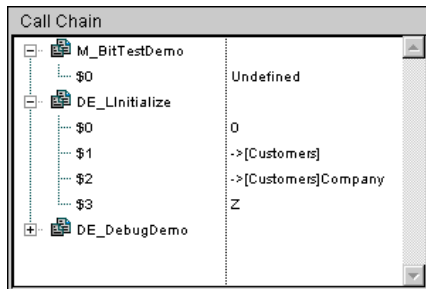 Call Chain
M_BitTestDemo
$0 Undefined
DE_LInitialize
$0 0
$1 ->[Customers]
$2 ->[Customers]Company
$3 Z
DE_DebugDemo